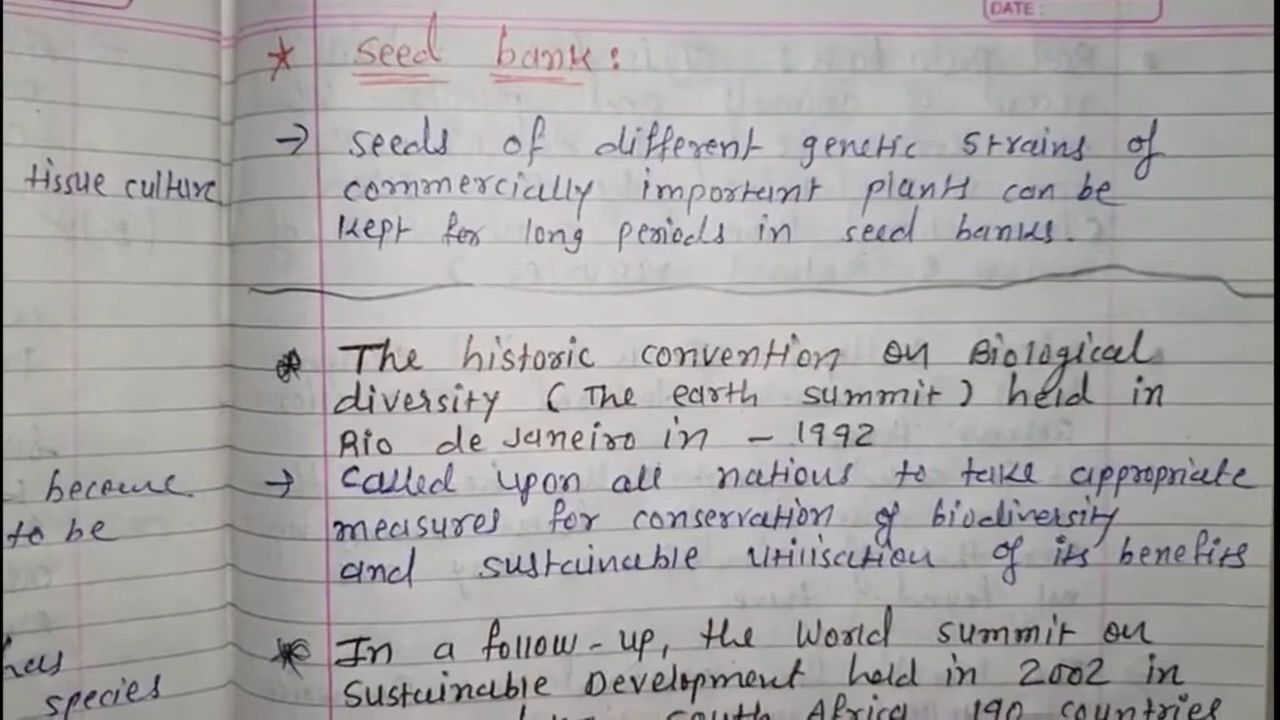 DATE :
* seed bank :
→ seeds of different genetic strains of
commercially important plants can be
kept for long periods in seed banks.
* The historic convention on Biological
diversity ( The earth summit ) held in
Rio de Janeiro in - 1992
→ called upon all nations to take appropriate
measures for conservation of biodiversity
and sustainable utilisation of its benefits
* In a follow-up, the World summit on
Sustainable Development held in 2002 in
South Africa, 190 countries
tissue culture
become
to be
has
species